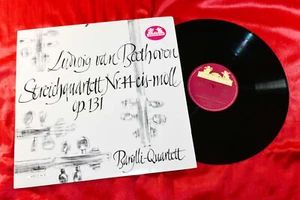 Ludwig van Beethoven
Streichquartett Nr. 14 cis-moll
op. 131
Barylli-Quartett